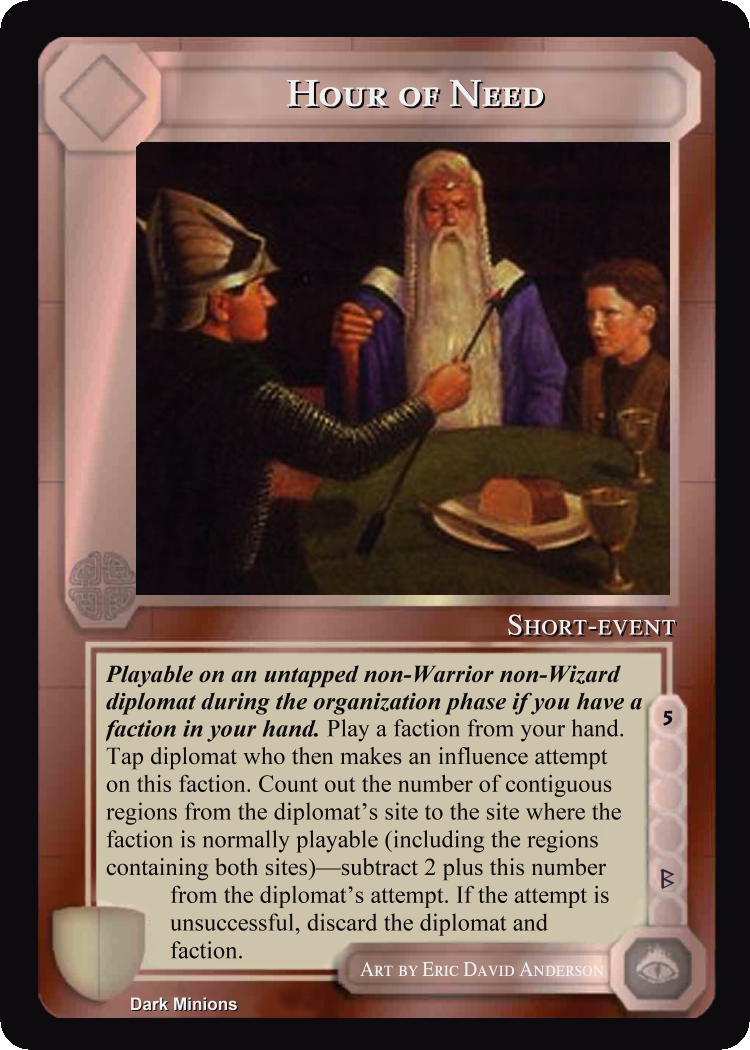 Hour of Need
Short-event
Playable on an untapped non-Warrior non-Wizard
diplomat during the organization phase if you have a
faction in your hand. Play a faction from your hand.
Tap diplomat who then makes an influence attempt
on this faction. Count out the number of contiguous
regions from the diplomat's site to the site where the
faction is normally playable (including the regions
containing both sites)—subtract 2 plus this number
from the diplomat's attempt. If the attempt is
unsuccessful, discard the diplomat and
faction.
5
ᛒ
Art by Eric David Anderson
Dark Minions